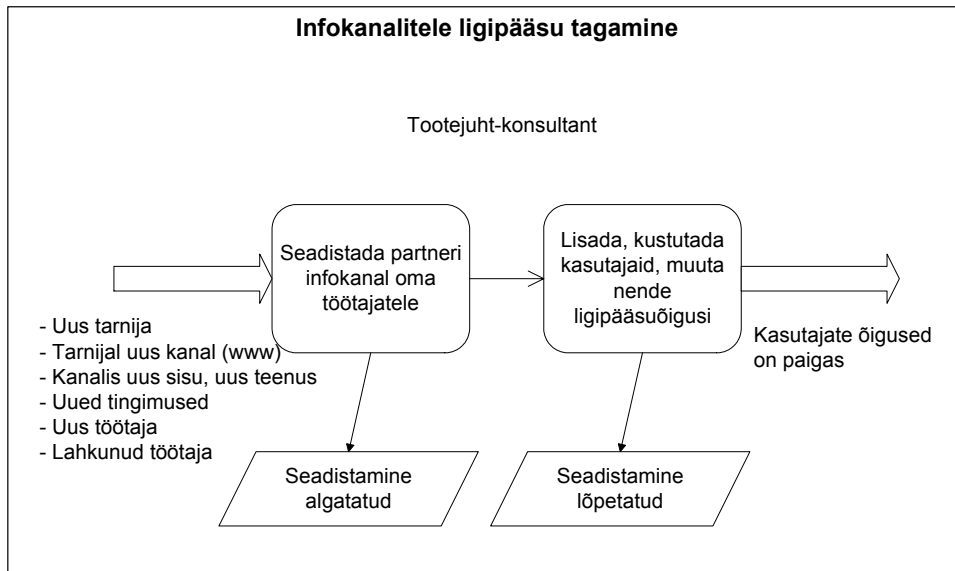 Infokanalitele ligipääsu tagamine
Tootejuht-konsultant
Seadistada partneri
infokanal oma
töötajatele
Lisada, kustutada
kasutajaid, muuta
nende
ligipääsuõigusi
- Uus tarnija
- Tarnijal uus kanal (www)
- Kanalis uus sisu, uus teenus
- Uued tingimused
- Uus töötaja
- Lahkunud töötaja
Kasutajate õigused
on paigas
Seadistamine
algatatud
Seadistamine
lõpetatud